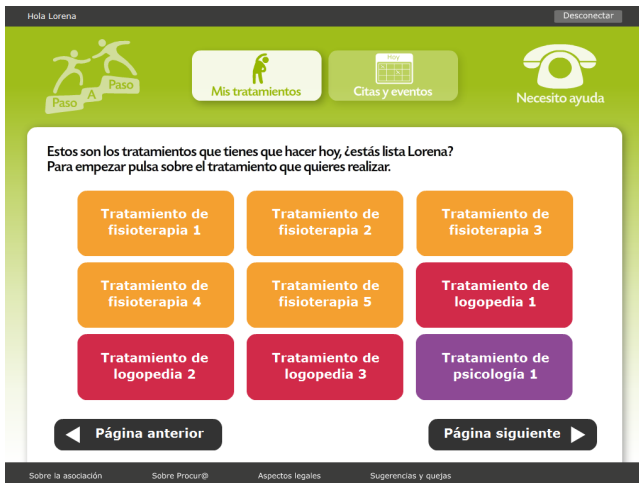 Hola Lorena
Desconectar
Paso
A
Paso
Hoy
Mis tratamientos
Citas y eventos
Necesito ayuda
Estos son los tratamientos que tienes que hacer hoy, ¿estás lista Lorena?
Para empezar pulsa sobre el tratamiento que quieres realizar.
Tratamiento de
fisioterapia 1
Tratamiento de
fisioterapia 2
Tratamiento de
fisioterapia 3
Tratamiento de
fisioterapia 4
Tratamiento de
fisioterapia 5
Tratamiento de
logopedia 1
Tratamiento de
logopedia 2
Tratamiento de
logopedia 3
Tratamiento de
psicología 1
Página anterior
Página siguiente
Sobre la asociación
Sobre Procur@
Aspectos legales
Sugerencias y quejas